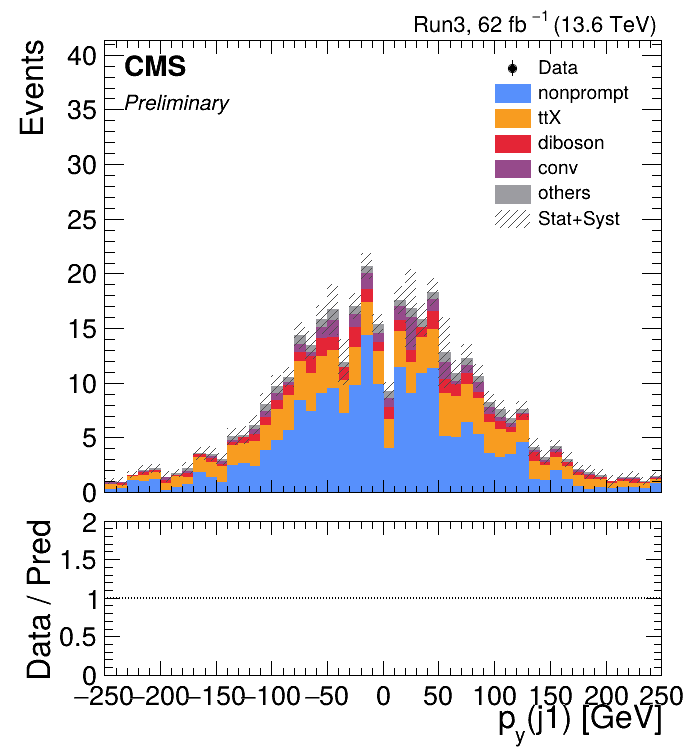 Run3, 62 fb⁻¹ (13.6 TeV)
CMS
Preliminary
Events
40
35
30
25
20
15
10
5
0
Data
nonprompt
ttX
diboson
conv
others
Stat+Syst
Data / Pred
2
1.5
1
0.5
0
−250 −200 −150 −100 −50 0 50 100 150 200 250
p_y(j1) [GeV]